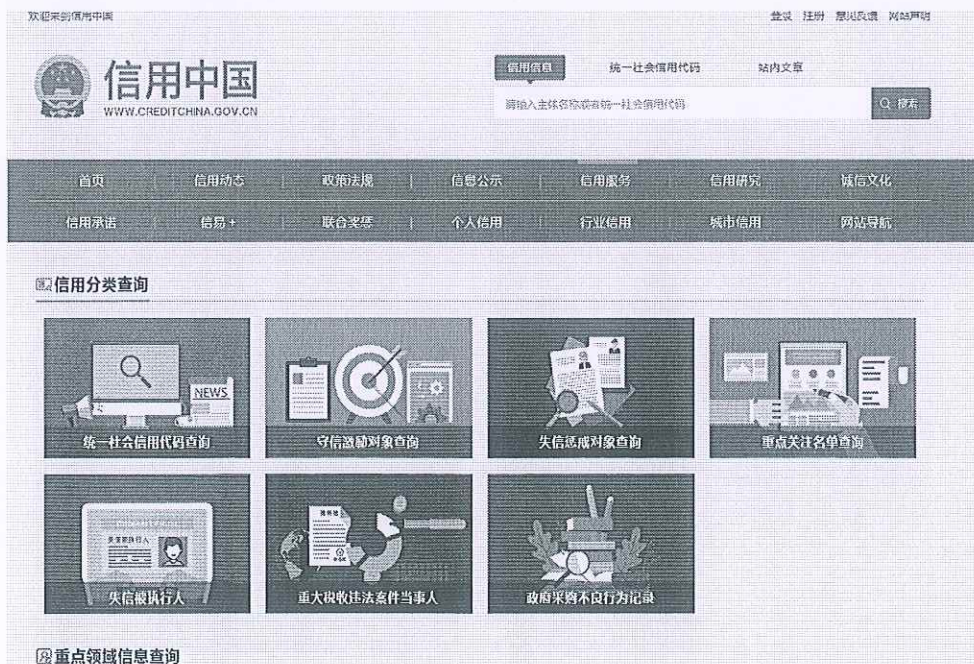 欢迎来到信用中国
登录 注册 意见反馈 网站声明
信用中国
WWW.CREDITCHINA.GOV.CN
信用信息 统一社会信用代码 站内文章
请输入主体名称或者统一社会信用代码 搜索
首页 信用动态 政策法规 信息公示 信用服务 信用研究 诚信文化
信用承诺 信易+ 联合奖惩 个人信用 行业信用 城市信用 网站导航
信用分类查询
NEWS
统一社会信用代码查询 守信激励对象查询 失信惩戒对象查询 重点关注名单查询
失信被执行人
失信被执行人 重大税收违法案件当事人 政府采购不良行为记录
重点领域信息查询